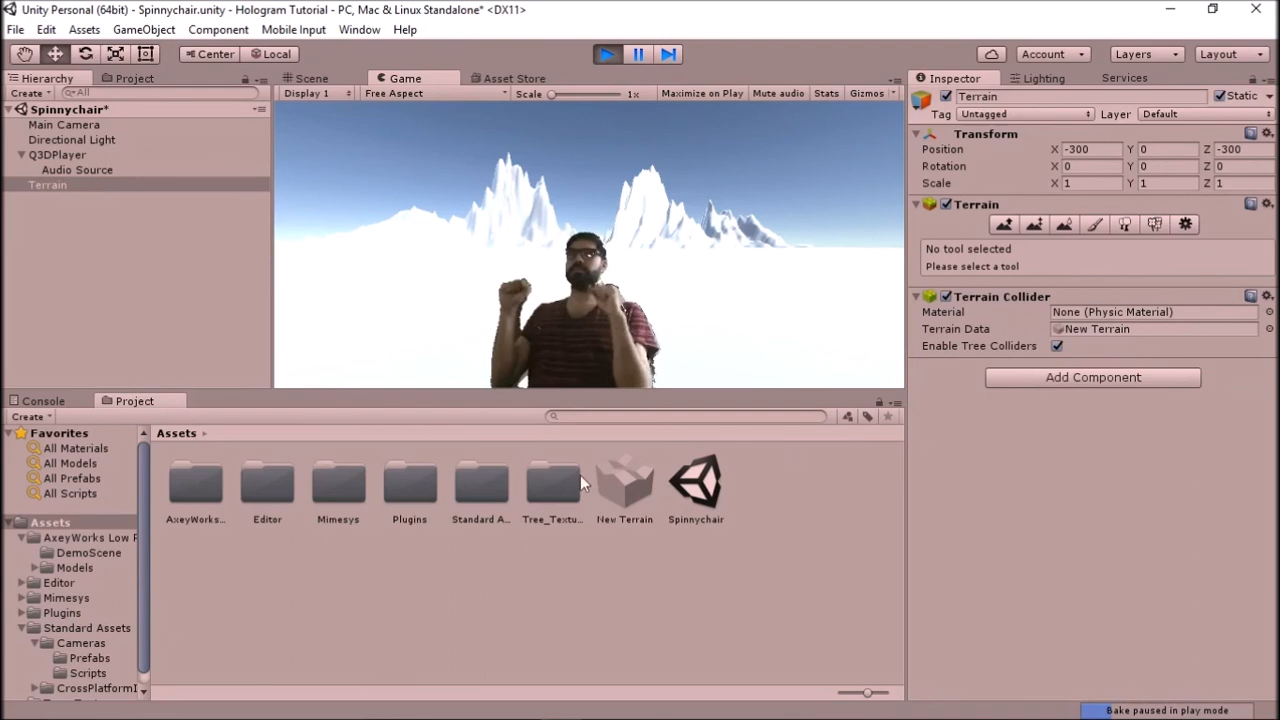 Unity Personal (64bit) - Spinnychair.unity - Hologram Tutorial - PC, Mac & Linux Standalone* <DX11>
File Edit Assets GameObject Component Mobile Input Window Help
Center Local Account Layers Layout
Hierarchy Project Scene Game Asset Store Inspector Lighting Services
Create All Display 1 Free Aspect Scale 1x Maximize on Play Mute audio Stats Gizmos
Terrain Static
Spinnychair*
Tag Untagged Layer Default
Main Camera
Directional Light
Q3DPlayer
Audio Source
Terrain
Transform
Position X -300 Y 0 Z -300
Rotation X 0 Y 0 Z 0
Scale X 1 Y 1 Z 1
Terrain
No tool selected
Please select a tool
Terrain Collider
Material None (Physic Material)
Terrain Data New Terrain
Enable Tree Colliders
Add Component
Console Project
Create
Favorites
All Materials
All Models
All Prefabs
All Scripts
Assets
AxeyWorks Low F
DemoScene
Models
Editor
Mimesys
Plugins
Standard Assets
Cameras
Prefabs
Scripts
CrossPlatformI
Assets
AxeyWorks... Editor Mimesys Plugins Standard A... Tree_Textu... New Terrain Spinnychair
Bake paused in play mode